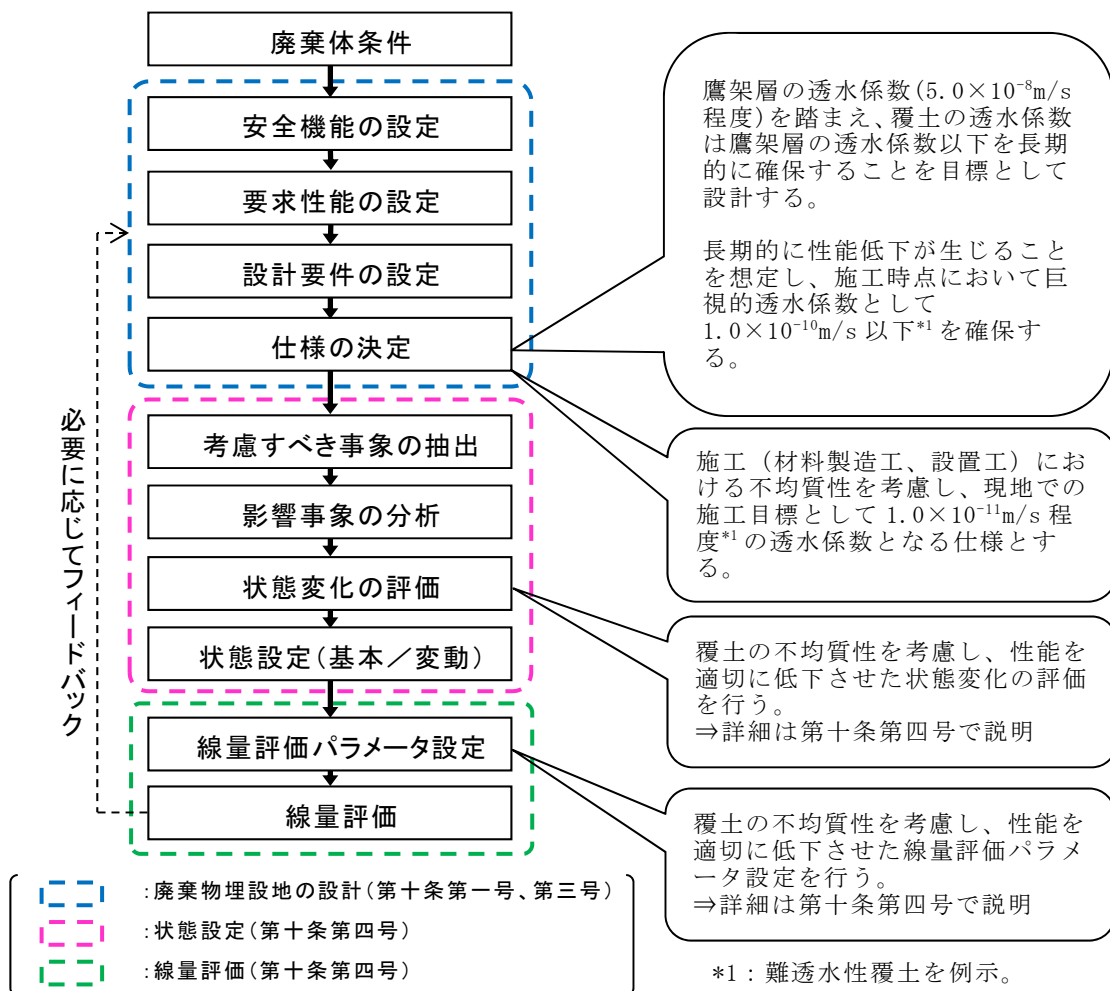 廃棄体条件
安全機能の設定
要求性能の設定
設計要件の設定
仕様の決定
考慮すべき事象の抽出
影響事象の分析
状態変化の評価
状態設定(基本／変動)
線量評価パラメータ設定
線量評価
必要に応じてフィードバック
鷹架層の透水係数(5.0×10⁻⁸m/s
程度)を踏まえ、覆土の透水係数
は鷹架層の透水係数以下を長期
的に確保することを目標として
設計する。
長期的に性能低下が生じること
を想定し、施工時点において巨
視的透水係数として
1.0×10⁻¹⁰m/s 以下*¹を確保す
る。
施工（材料製造工、設置工）にお
ける不均質性を考慮し、現地での
施工目標として 1.0×10⁻¹¹m/s 程
度*¹の透水係数となる仕様とす
る。
覆土の不均質性を考慮し、性能を
適切に低下させた状態変化の評価
を行う。
⇒詳細は第十条第四号で説明
覆土の不均質性を考慮し、性能を
適切に低下させた線量評価パラメ
ータ設定を行う。
⇒詳細は第十条第四号で説明
:廃棄物埋設地の設計(第十条第一号、第三号)
:状態設定(第十条第四号)
:線量評価(第十条第四号)
*1：難透水性覆土を例示。